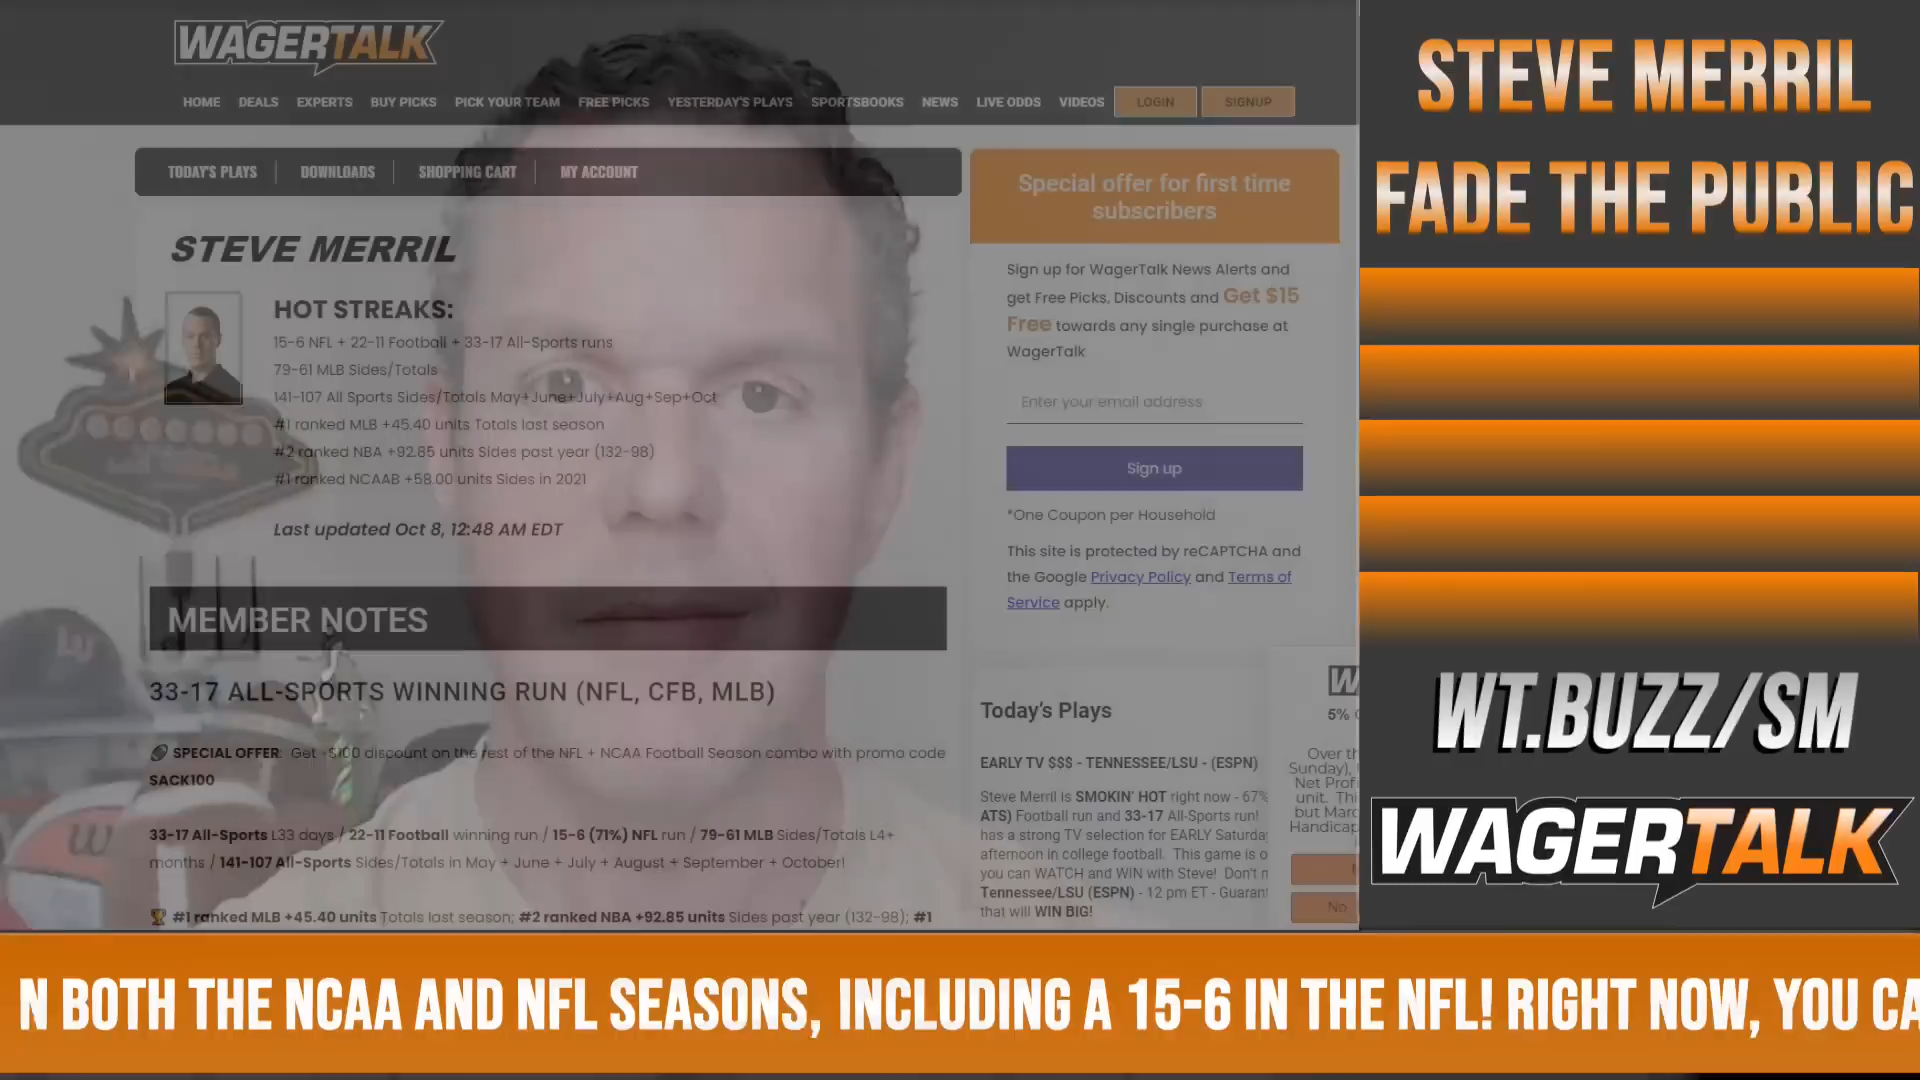 WAGERTALK
HOME DEALS EXPERTS BUY PICKS PICK YOUR TEAM FREE PICKS YESTERDAY'S PLAYS SPORTSBOOKS NEWS LIVE ODDS VIDEOS LOGIN SIGNUP
TODAY'S PLAYS DOWNLOADS SHOPPING CART MY ACCOUNT
STEVE MERRIL
HOT STREAKS:
15-6 NFL + 22-11 Football + 33-17 All-Sports runs
79-61 MLB Sides/Totals
141-107 All Sports Sides/Totals May+June+July+Aug+Sep+Oct
#1 ranked MLB +45.40 units Totals last season
#2 ranked NBA +92.85 units Sides past year (132-98)
#1 ranked NCAAB +58.00 units Sides in 2021
Last updated Oct 8, 12:48 AM EDT
MEMBER NOTES
33-17 ALL-SPORTS WINNING RUN (NFL, CFB, MLB)
SPECIAL OFFER: Get -$100 discount on the rest of the NFL + NCAA Football Season combo with promo code
SACK100
33-17 All-Sports L33 days / 22-11 Football winning run / 15-6 (71%) NFL run / 79-61 MLB Sides/Totals L4+
months / 141-107 All-Sports Sides/Totals in May + June + July + August + September + October!
#1 ranked MLB +45.40 units Totals last season; #2 ranked NBA +92.85 units Sides past year (132-98); #1
Special offer for first time
subscribers
Sign up for WagerTalk News Alerts and
get Free Picks, Discounts and Get $15
Free towards any single purchase at
WagerTalk
Enter your email address
Sign up
*One Coupon per Household
This site is protected by reCAPTCHA and
the Google Privacy Policy and Terms of
Service apply.
Today's Plays
EARLY TV $$$ - TENNESSEE/LSU - (ESPN)
Steve Merril is SMOKIN' HOT right now - 67%
ATS) Football run and 33-17 All-Sports run!
has a strong TV selection for EARLY Saturda
afternoon in college football. This game is o
you can WATCH and WIN with Steve! Don't
Tennessee/LSU (ESPN) - 12 pm ET - Guarant
that will WIN BIG!
W
5%
Over th
Sunday),
Net Prof
unit. Thi
but Marc
Handicap
No
STEVE MERRIL
FADE THE PUBLIC
WT.BUZZ/SM
WAGERTALK
N BOTH THE NCAA AND NFL SEASONS, INCLUDING A 15-6 IN THE NFL! RIGHT NOW, YOU CA